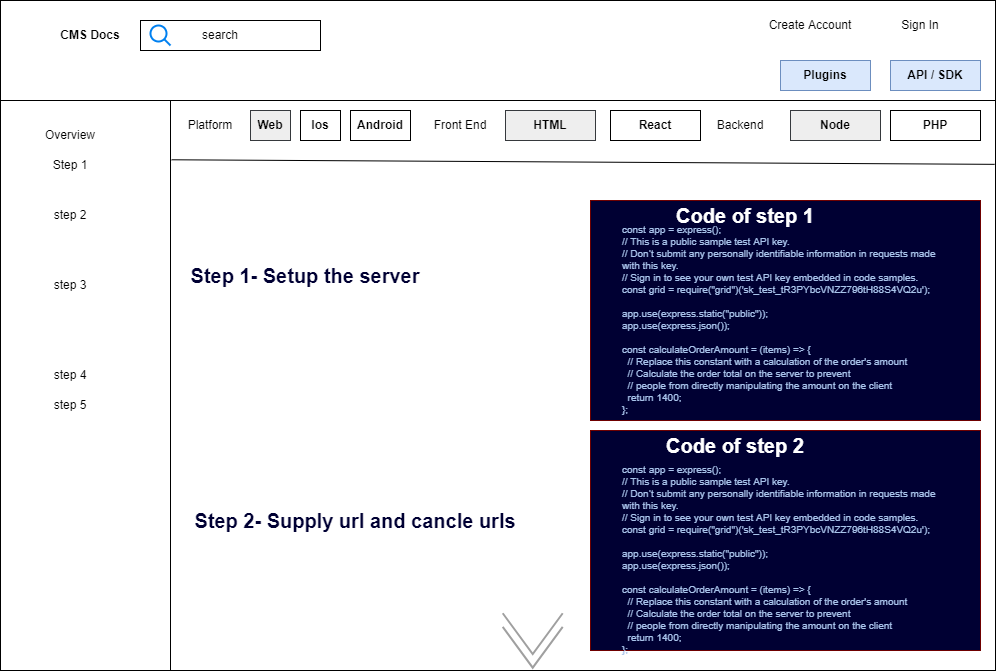 CMS Docs
search
Create Account
Sign In
Plugins
API / SDK
Overview
Step 1
step 2
step 3
step 4
step 5
Platform
Web
Ios
Android
Front End
HTML
React
Backend
Node
PHP
Step 1- Setup the server
Code of step 1
const app = express();
// This is a public sample test API key.
// Don't submit any personally identifiable information in requests made
with this key.
// Sign in to see your own test API key embedded in code samples.
const grid = require("grid")('sk_test_tR3PYbcVNZZ796tH88S4VQ2u');
app.use(express.static("public"));
app.use(express.json());
const calculateOrderAmount = (items) => {
// Replace this constant with a calculation of the order's amount
// Calculate the order total on the server to prevent
// people from directly manipulating the amount on the client
return 1400;
};
Step 2- Supply url and cancle urls
Code of step 2
const app = express();
// This is a public sample test API key.
// Don't submit any personally identifiable information in requests made
with this key.
// Sign in to see your own test API key embedded in code samples.
const grid = require("grid")('sk_test_tR3PYbcVNZZ796tH88S4VQ2u');
app.use(express.static("public"));
app.use(express.json());
const calculateOrderAmount = (items) => {
// Replace this constant with a calculation of the order's amount
// Calculate the order total on the server to prevent
// people from directly manipulating the amount on the client
return 1400;
};